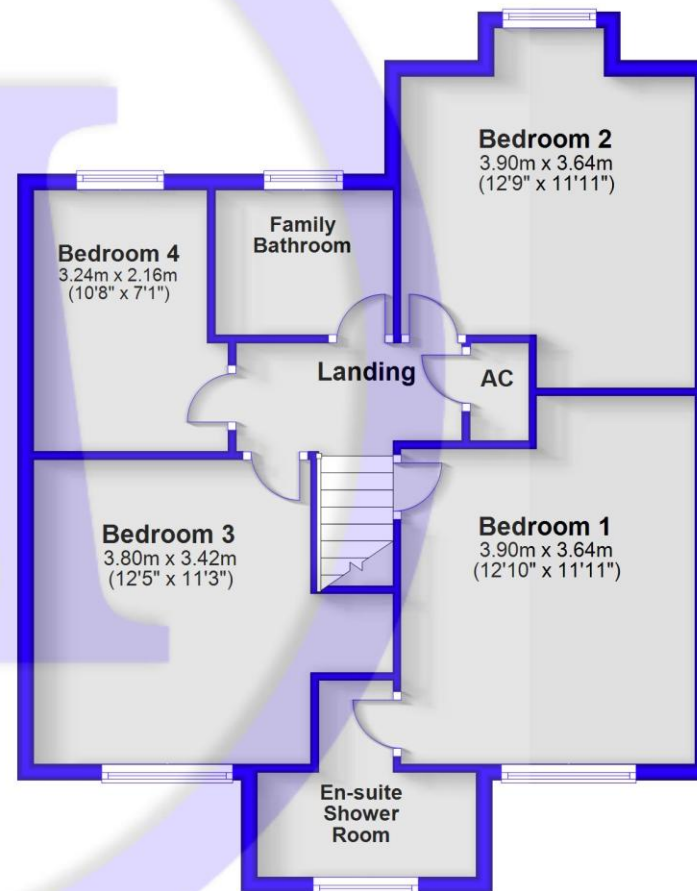 Bedroom 2
3.90m x 3.64m
(12'9" x 11'11")
Family
Bathroom
Bedroom 4
3.24m x 2.16m
(10'8" x 7'1")
Landing
AC
Bedroom 3
3.80m x 3.42m
(12'5" x 11'3")
Bedroom 1
3.90m x 3.64m
(12'10" x 11'11")
En-suite
Shower
Room